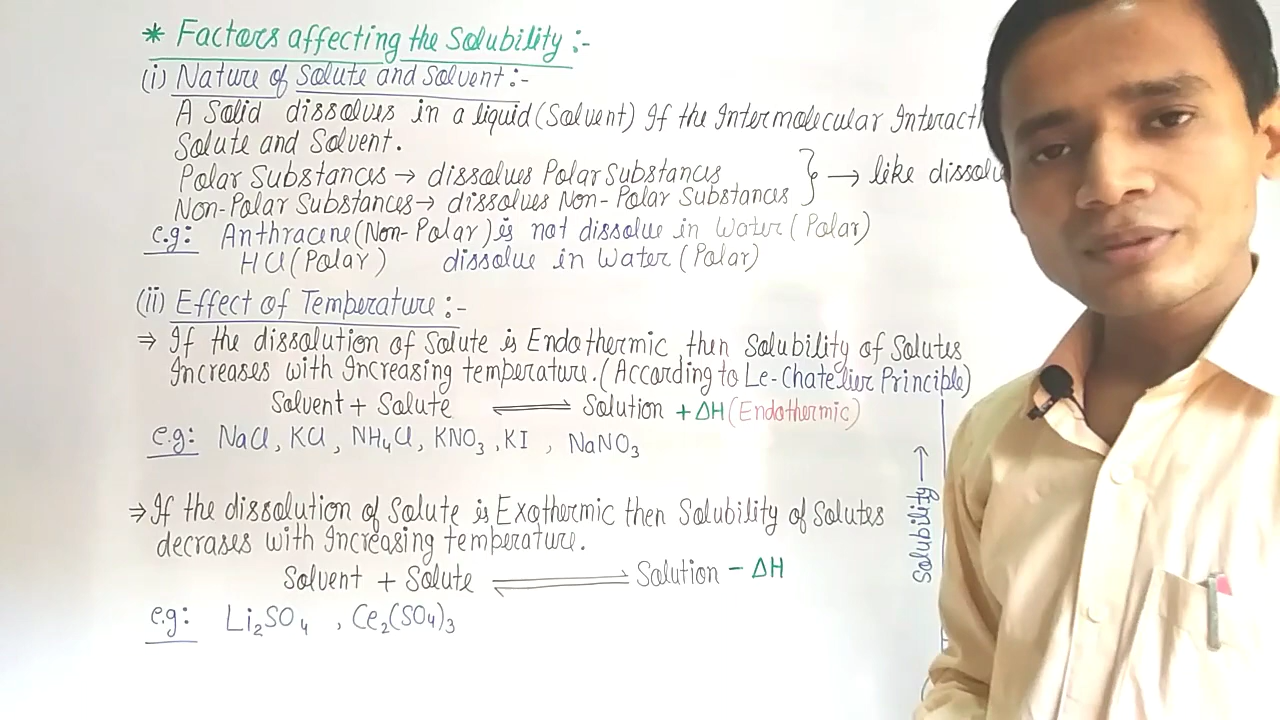 * Factors affecting the Solubility :-
(i) Nature of Solute and Solvent :-
A Solid dissolves in a liquid (Solvent) If the Intermolecular
Solute and Solvent.
Polar Substances → dissolves Polar Substances
Non-Polar Substances → dissolves Non-Polar Substances } → like
e.g: Anthracene (Non-Polar) is not dissolve in Water (Polar)
HCl (Polar) dissolve in Water (Polar)
(ii) Effect of Temperature :-
⇒ If the dissolution of Solute is Endothermic, then Solubility of Solutes
Increases with Increasing temperature. (According to Le-Chatelier Principle)
Solvent + Solute ⇌ Solution + ΔH (Endothermic)
e.g: NaCl, KCl, NH₄Cl, KNO₃, KI, NaNO₃
⇒ If the dissolution of Solute is Exothermic then Solubility of Solutes
decrases with Increasing temperature.
Solvent + Solute ⇌ Solution - ΔH
e.g: Li₂SO₄, Ce₂(SO₄)₃
Solubility →